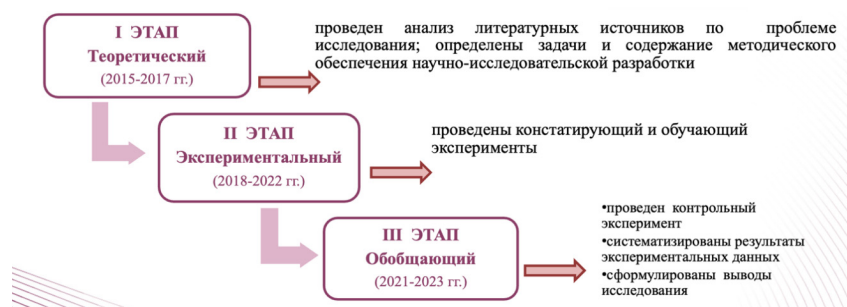 I ЭТАП
Теоретический
(2015-2017 гг.)
проведен анализ литературных источников по проблеме
исследования; определены задачи и содержание методического
обеспечения научно-исследовательской разработки
II ЭТАП
Экспериментальный
(2018-2022 гг.)
проведены констатирующий и обучающий
эксперименты
III ЭТАП
Обобщающий
(2021-2023 гг.)
•проведен контрольный
эксперимент
•систематизированы результаты
экспериментальных данных
•сформулированы выводы
исследования